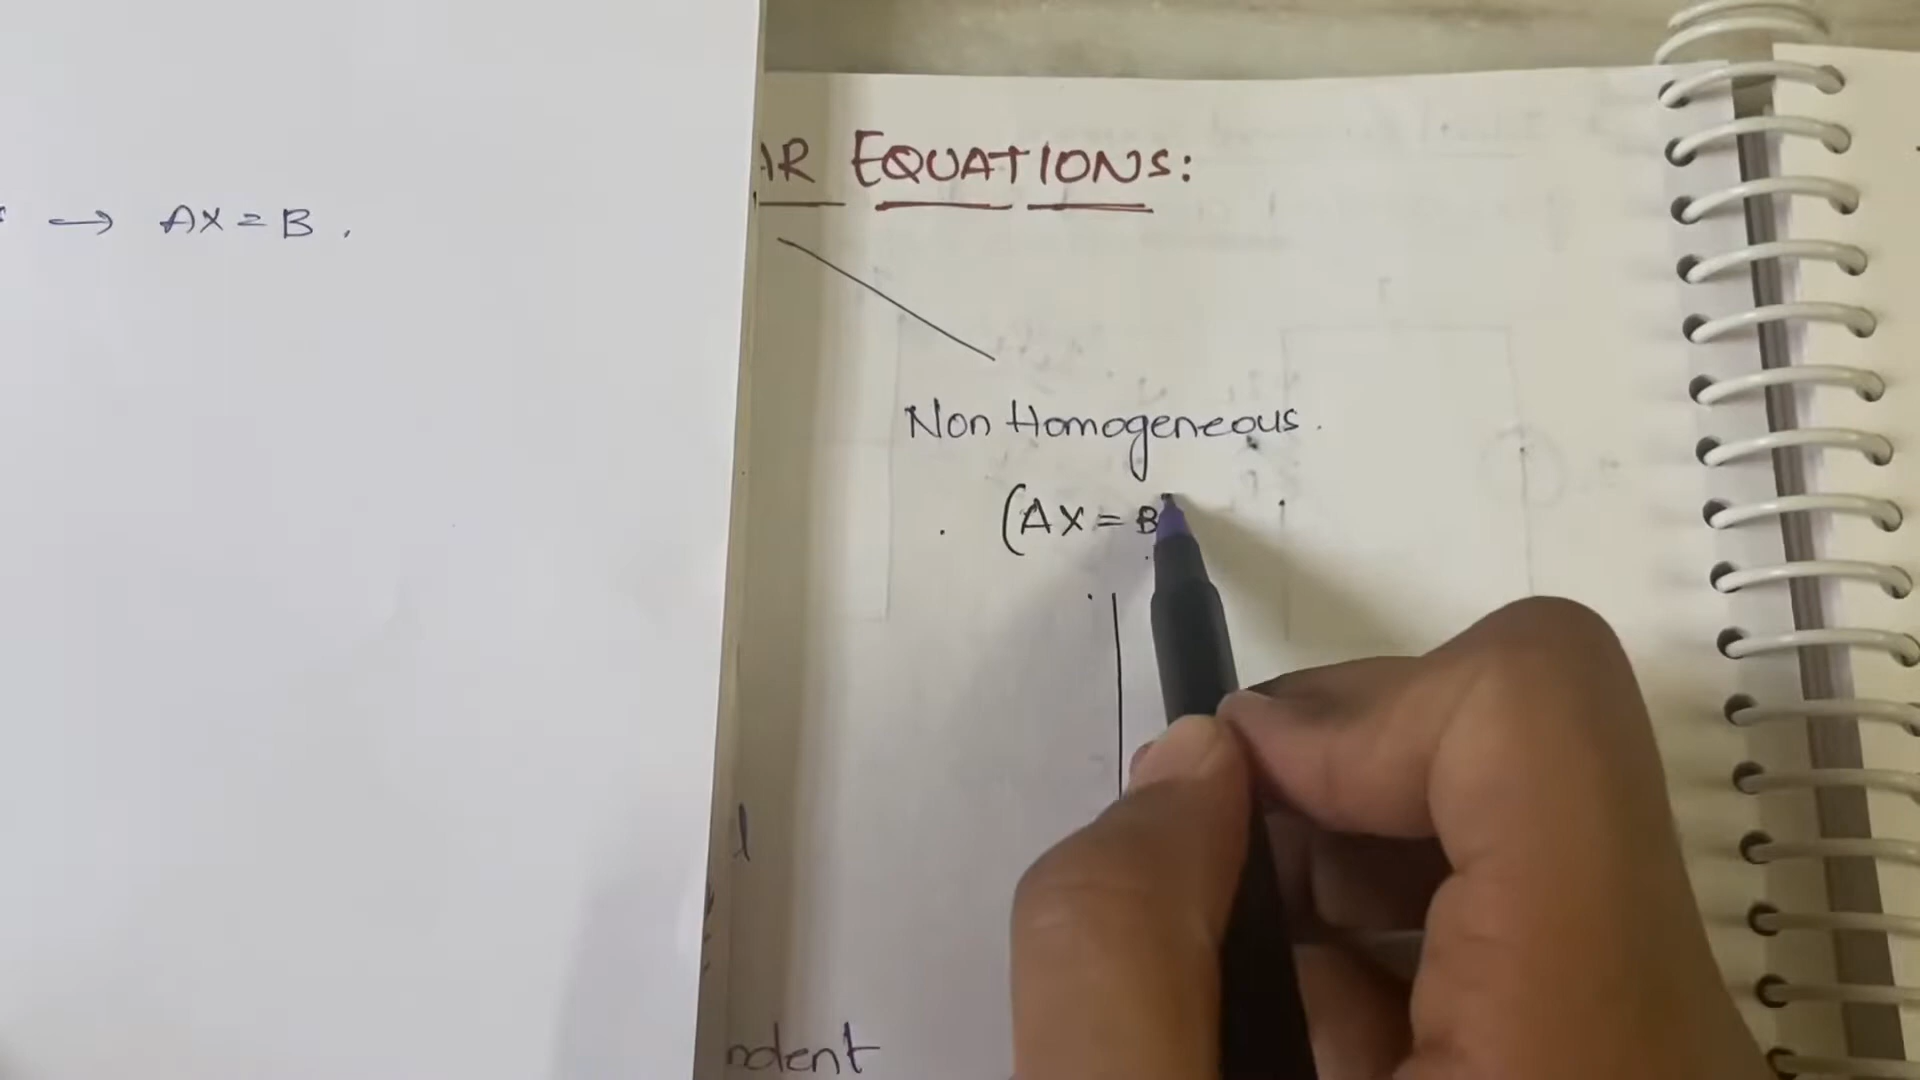 AR EQUATIONS:
→ AX = B .
Non Homogeneous .
(AX = B
ndent